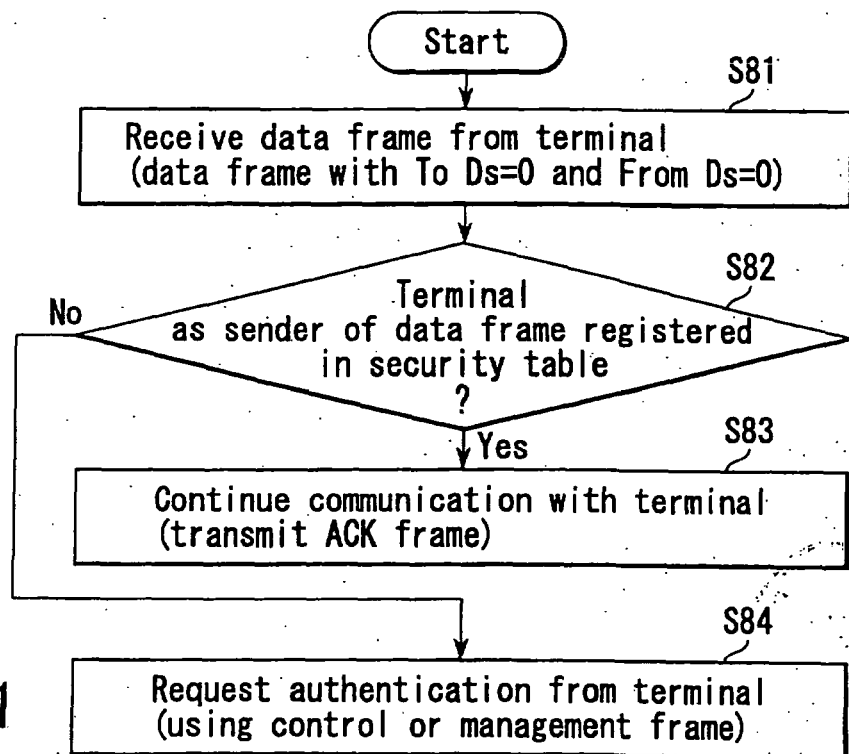 Start
S81
Receive data frame from terminal
(data frame with To Ds=0 and From Ds=0)
S82
Terminal
as sender of data frame registered
in security table
?
No
Yes
S83
Continue communication with terminal
(transmit ACK frame)
S84
Request authentication from terminal
(using control or management frame)